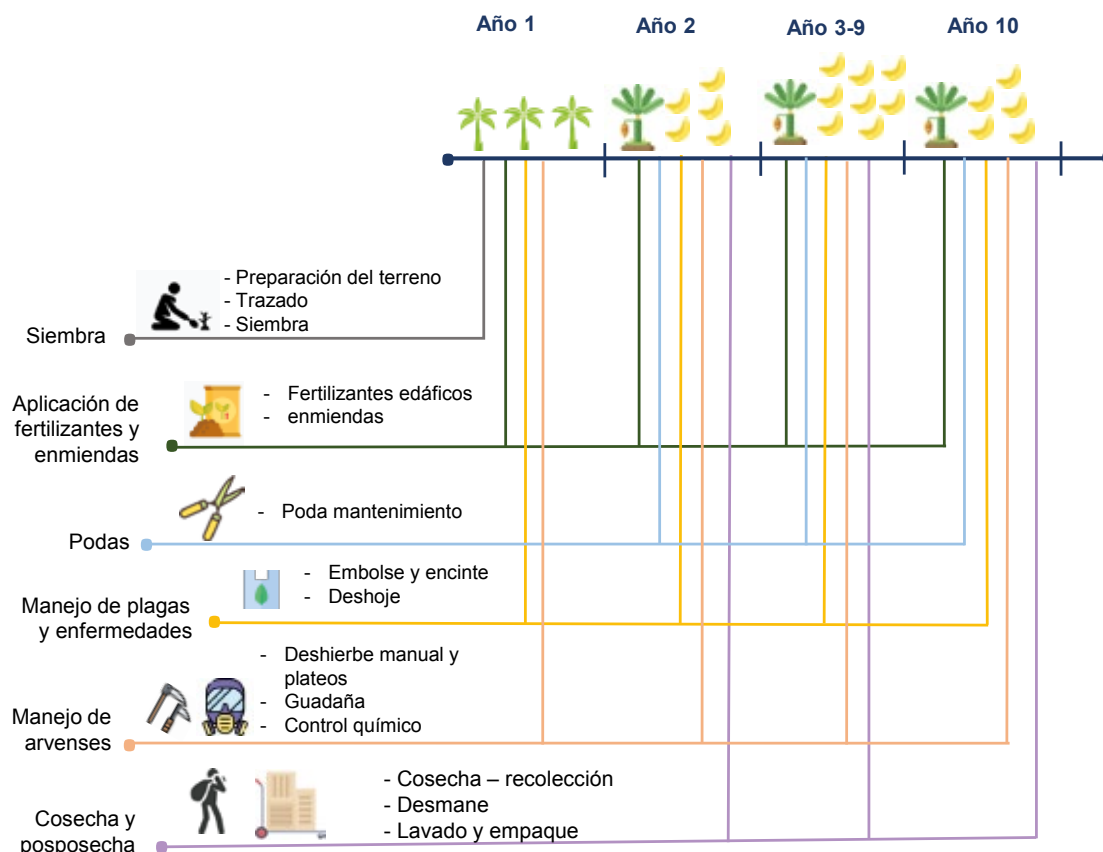 Año 1
Año 2
Año 3-9
Año 10
- Preparación del terreno
- Trazado
- Siembra
Siembra
Aplicación de
fertilizantes y
enmiendas
- Fertilizantes edáficos
- enmiendas
- Poda mantenimiento
Podas
- Embolse y encinte
- Deshoje
Manejo de plagas
y enfermedades
- Deshierbe manual y
plateos
- Guadaña
- Control químico
Manejo de
arvenses
- Cosecha – recolección
- Desmane
- Lavado y empaque
Cosecha y
posposecha